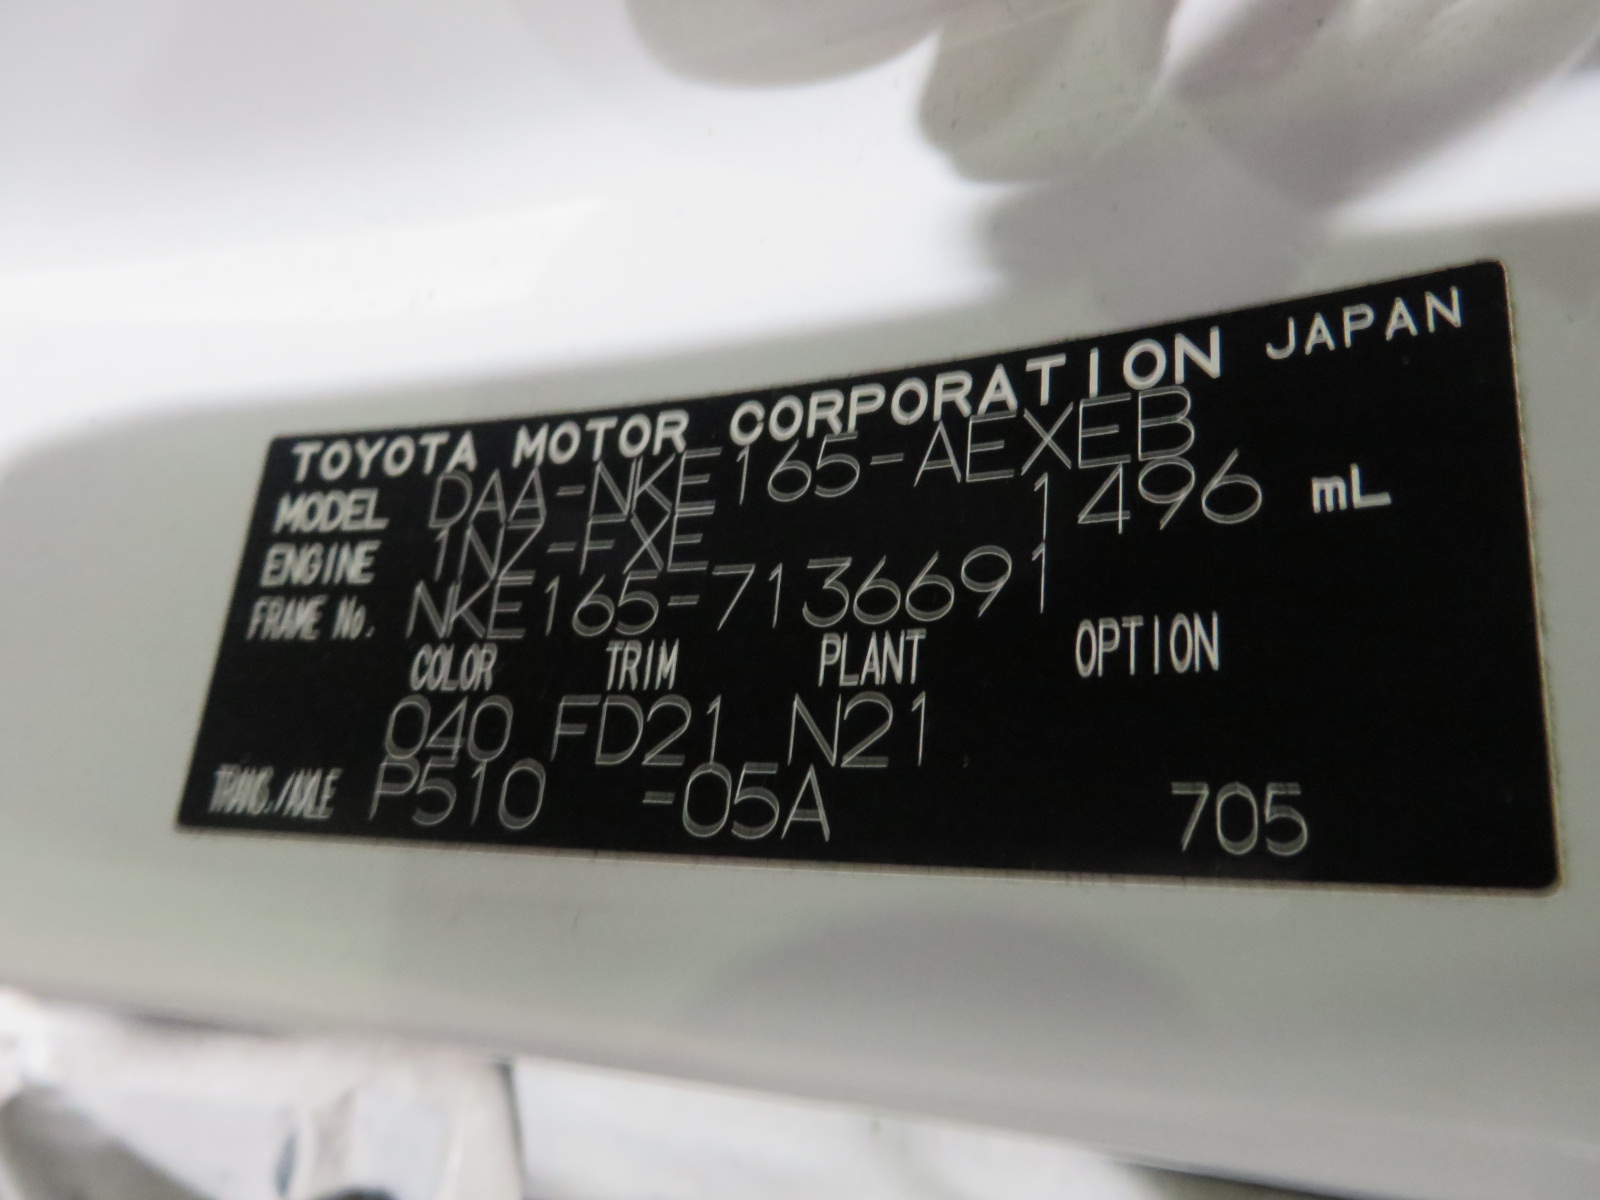 TOYOTA MOTOR CORPORATION JAPAN
MODEL DAA-NKE165-AEXEB
ENGINE 1NZ-FXE 1496 mL
FRAME No. NKE165-7136691
COLOR TRIM PLANT OPTION
040 FD21 N21
TRANS./AXLE P510 -05A 705